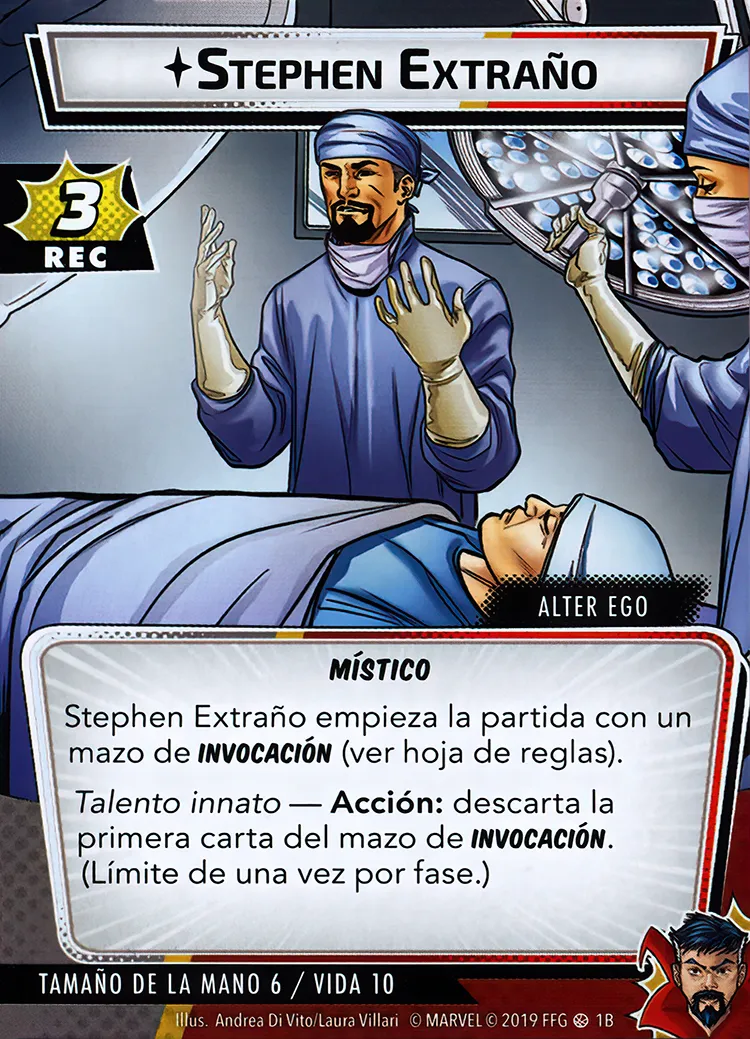 STEPHEN EXTRAÑO
3
REC
ALTER EGO
MÍSTICO
Stephen Extraño empieza la partida con un
mazo de INVOCACIÓN (ver hoja de reglas).
Talento innato — Acción: descarta la
primera carta del mazo de INVOCACIÓN.
(Límite de una vez por fase.)
TAMAÑO DE LA MANO 6 / VIDA 10
Illus. Andrea Di Vito/Laura Villari © MARVEL © 2019 FFG 1B